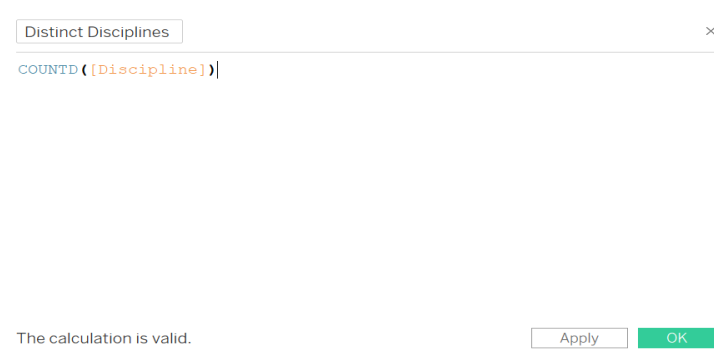 Distinct Disciplines
COUNTD([Discipline])
The calculation is valid.
Apply
OK